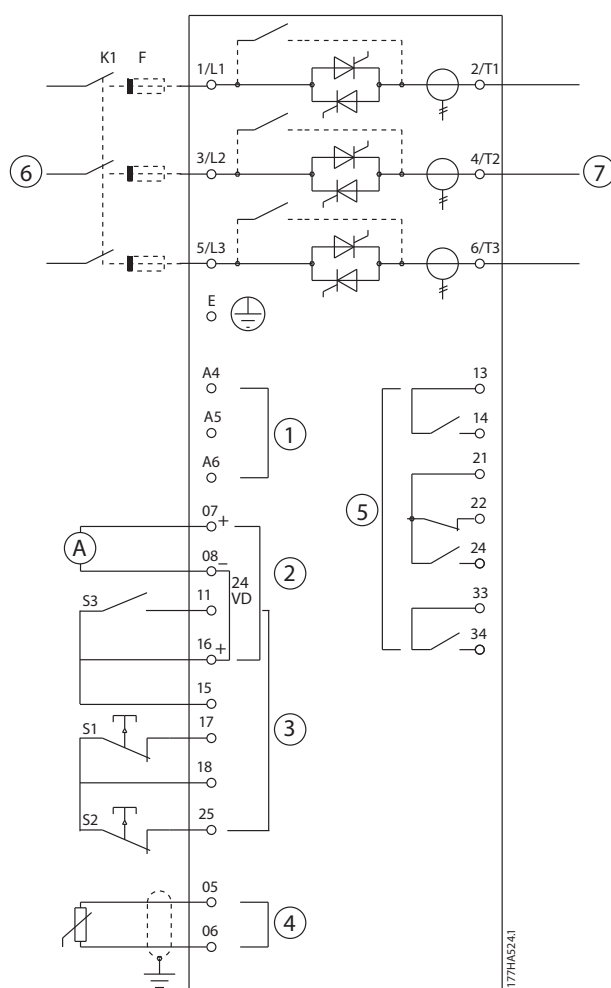 K1 F
1/L1 2/T1
6 3/L2 4/T2 7
5/L3 6/T3
E
A4 13
A5 1 14
A6 21
07 + 5 22
A 08 – 2 24
24
VD
S3 11 33
16 + 34
15
S1 17 3
18
S2 25
05
4
06
177HA524.1